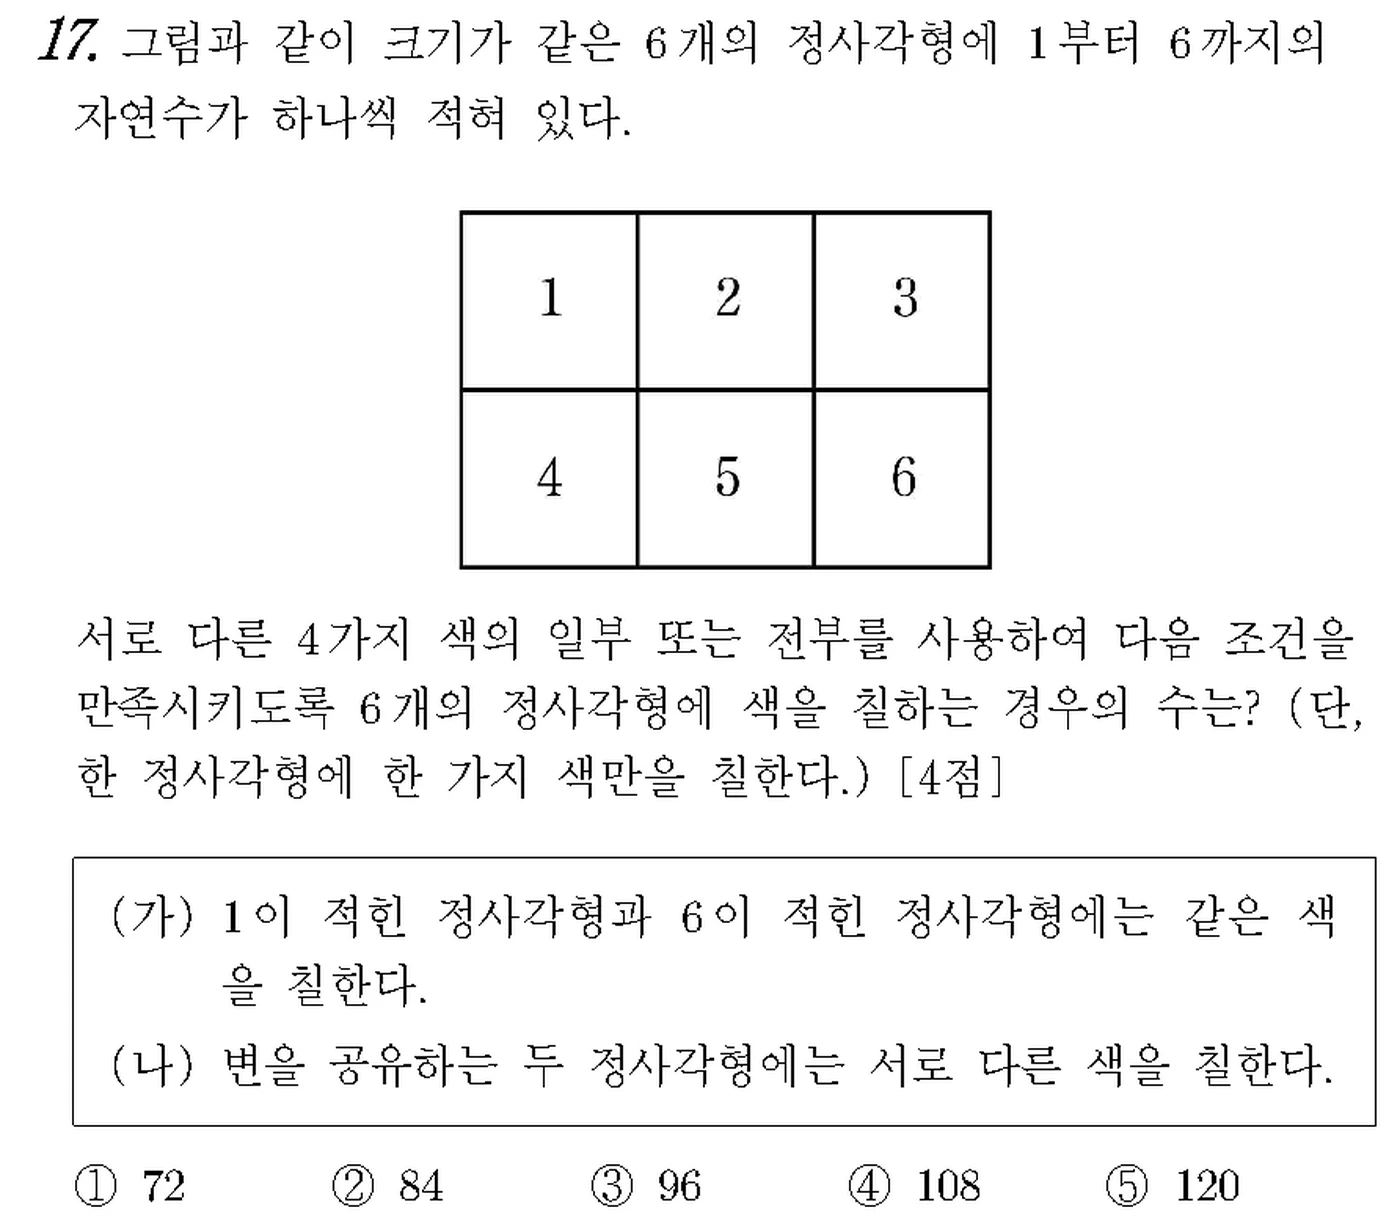 17. 그림과 같이 크기가 같은 6개의 정사각형에 1부터 6까지의
자연수가 하나씩 적혀 있다.
1 2 3
4 5 6
서로 다른 4가지 색의 일부 또는 전부를 사용하여 다음 조건을
만족시키도록 6개의 정사각형에 색을 칠하는 경우의 수는? (단,
한 정사각형에 한 가지 색만을 칠한다.) [4점]
(가) 1이 적힌 정사각형과 6이 적힌 정사각형에는 같은 색
을 칠한다.
(나) 변을 공유하는 두 정사각형에는 서로 다른 색을 칠한다.
① 72 ② 84 ③ 96 ④ 108 ⑤ 120